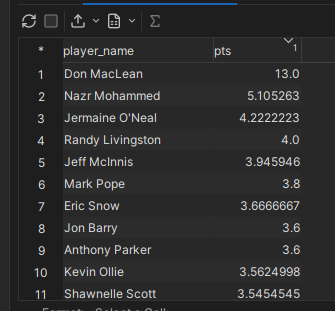 Σ
* player_name pts 1
1 Don MacLean 13.0
2 Nazr Mohammed 5.105263
3 Jermaine O'Neal 4.2222223
4 Randy Livingston 4.0
5 Jeff McInnis 3.945946
6 Mark Pope 3.8
7 Eric Snow 3.6666667
8 Jon Barry 3.6
9 Anthony Parker 3.6
10 Kevin Ollie 3.5624998
11 Shawnelle Scott 3.5454545